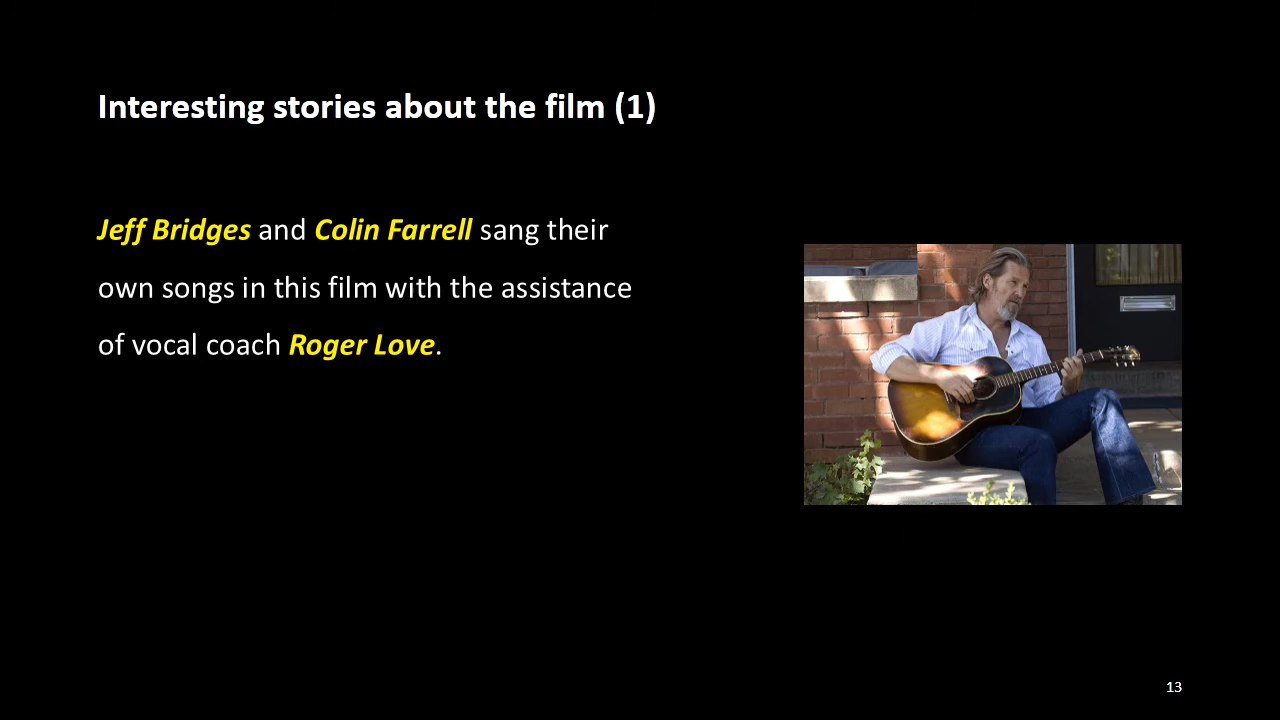 Interesting stories about the film (1)
Jeff Bridges and Colin Farrell sang their
own songs in this film with the assistance
of vocal coach Roger Love.
13